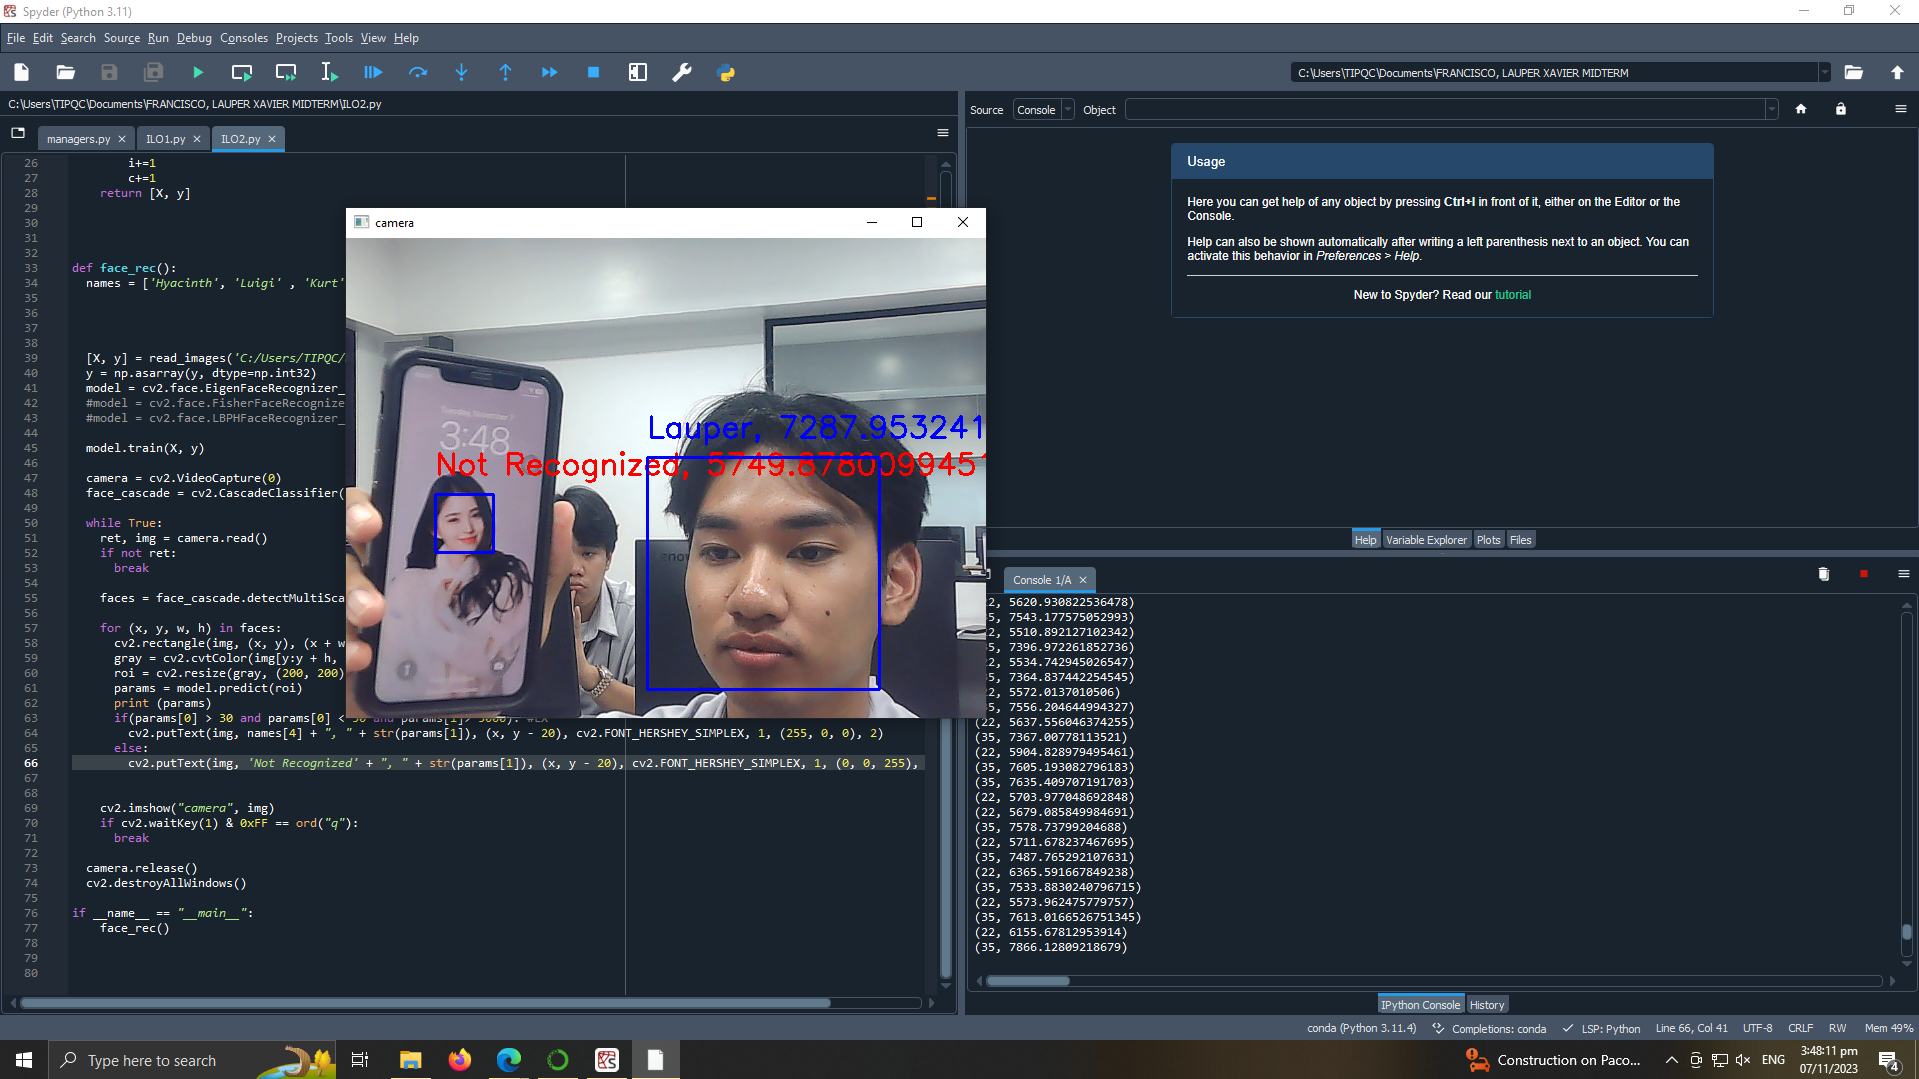 Spyder (Python 3.11)
File Edit Search Source Run Debug Consoles Projects Tools View Help
C:\Users\TIPQC\Documents\FRANCISCO, LAUPER XAVIER MIDTERM
C:\Users\TIPQC\Documents\FRANCISCO, LAUPER XAVIER MIDTERM\ILO2.py
managers.py ILO1.py ILO2.py
26 i+=1
27 c+=1
28 return [X, y]
29
30
31
32
33 def face_rec():
34 names = ['Hyacinth', 'Luigi' , 'Kurt'
35
36
37
38
39 [X, y] = read_images('C:/Users/TIPQC/
40 y = np.asarray(y, dtype=np.int32)
41 model = cv2.face.EigenFaceRecognizer_
42 #model = cv2.face.FisherFaceRecognize
43 #model = cv2.face.LBPHFaceRecognizer_
44
45 model.train(X, y)
46
47 camera = cv2.VideoCapture(0)
48 face_cascade = cv2.CascadeClassifier(
49
50 while True:
51 ret, img = camera.read()
52 if not ret:
53 break
54
55 faces = face_cascade.detectMultiSca
56
57 for (x, y, w, h) in faces:
58 cv2.rectangle(img, (x, y), (x + w
59 gray = cv2.cvtColor(img[y:y + h,
60 roi = cv2.resize(gray, (200, 200)
61 params = model.predict(roi)
62 print (params)
63 if(params[0] > 30 and params[0] <
64 cv2.putText(img, names[4] + ", " + str(params[1]), (x, y - 20), cv2.FONT_HERSHEY_SIMPLEX, 1, (255, 0, 0), 2)
65 else:
66 cv2.putText(img, 'Not Recognized' + ", " + str(params[1]), (x, y - 20), cv2.FONT_HERSHEY_SIMPLEX, 1, (0, 0, 255),
67
68
69 cv2.imshow("camera", img)
70 if cv2.waitKey(1) & 0xFF == ord("q"):
71 break
72
73 camera.release()
74 cv2.destroyAllWindows()
75
76 if __name__ == "__main__":
77 face_rec()
78
79
80
camera
Tuesday, November 7
3:48
Lauper, 7287.953241
Not Recognized, 5749.8780099451
Source Console Object
Usage
Here you can get help of any object by pressing Ctrl+I in front of it, either on the Editor or the
Console.
Help can also be shown automatically after writing a left parenthesis next to an object. You can
activate this behavior in Preferences > Help.
New to Spyder? Read our tutorial
Help Variable Explorer Plots Files
Console 1/A
22, 5620.930822536478)
35, 7543.177575052993)
22, 5510.892127102342)
35, 7396.972261852736)
22, 5534.742945026547)
35, 7364.837442254545)
22, 5572.0137010506)
35, 7556.204644994327)
22, 5637.556046374255)
(35, 7367.00778113521)
(22, 5904.828979495461)
(35, 7605.193082796183)
(35, 7635.409707191703)
(22, 5703.977048692848)
(22, 5679.085849984691)
(35, 7578.73799204688)
(22, 5711.678237467695)
(35, 7487.765292107631)
(22, 6365.591667849238)
(35, 7533.8830240796715)
(22, 5573.962475779757)
(35, 7613.0166526751345)
(22, 6155.67812953914)
(35, 7866.12809218679)
IPython Console History
conda (Python 3.11.4) Completions: conda LSP: Python Line 66, Col 41 UTF-8 CRLF RW Mem 49%
Type here to search
Construction on Paco...
ENG
3:48:11 pm
07/11/2023
4